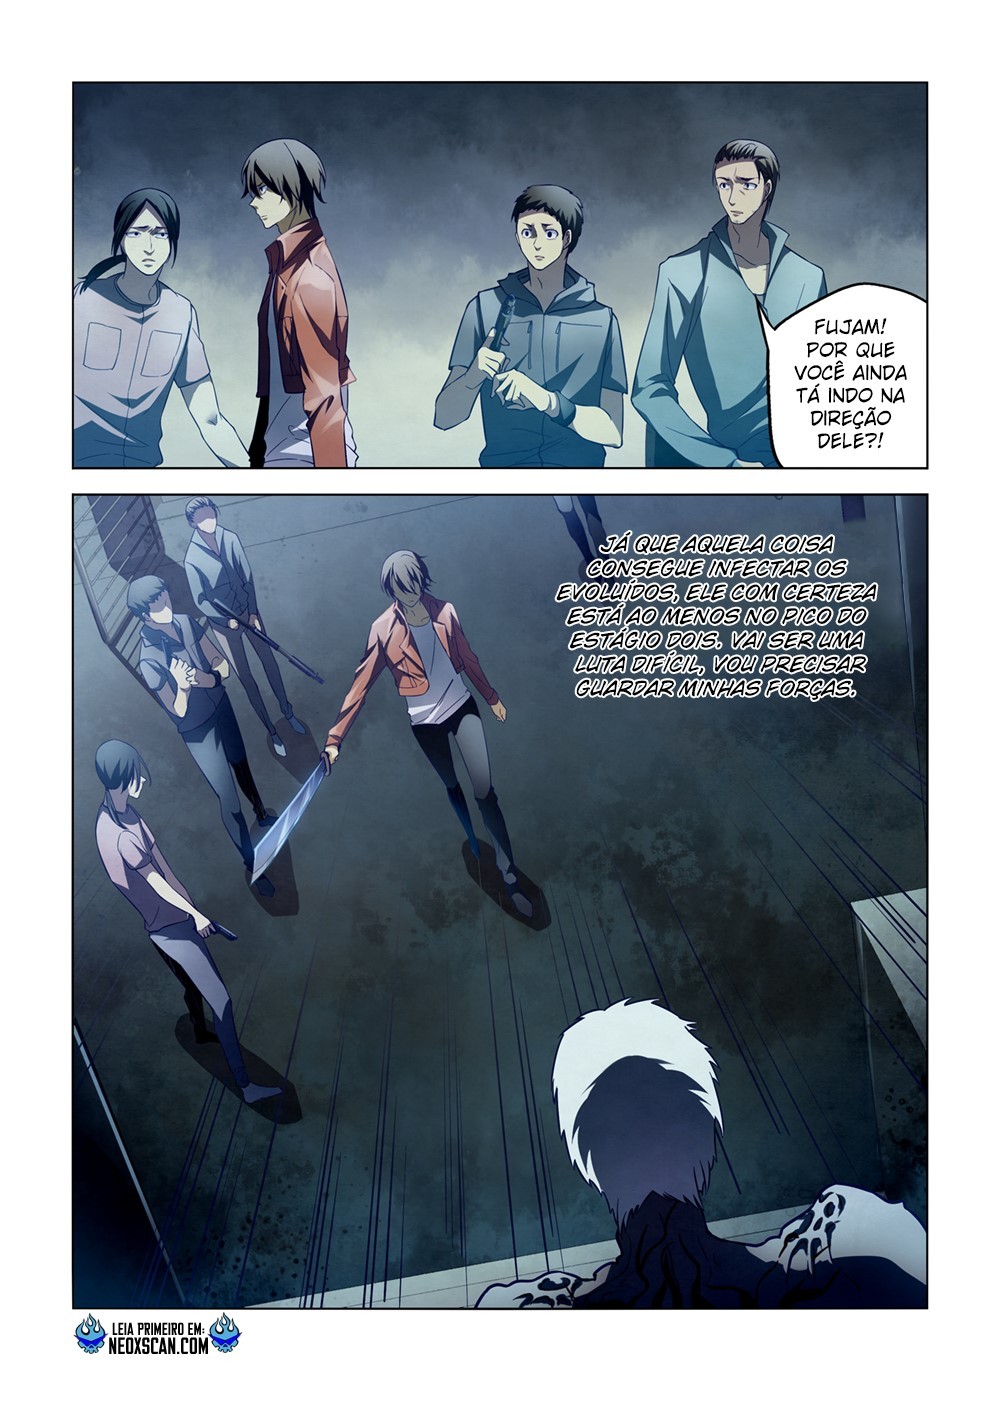 FUJAM!
POR QUE
VOCÊ AINDA
TÁ INDO NA
DIREÇÃO
DELE?!
JÁ QUE AQUELA COISA
CONSEGUE INFECTAR OS
EVOLUÍDOS, ELE COM CERTEZA
ESTÁ AO MENOS NO PICO DO
ESTÁGIO DOIS. VAI SER UMA
LUTA DIFÍCIL, VOU PRECISAR
GUARDAR MINHAS FORÇAS.
LEIA PRIMEIRO EM:
NEOXSCAN.COM